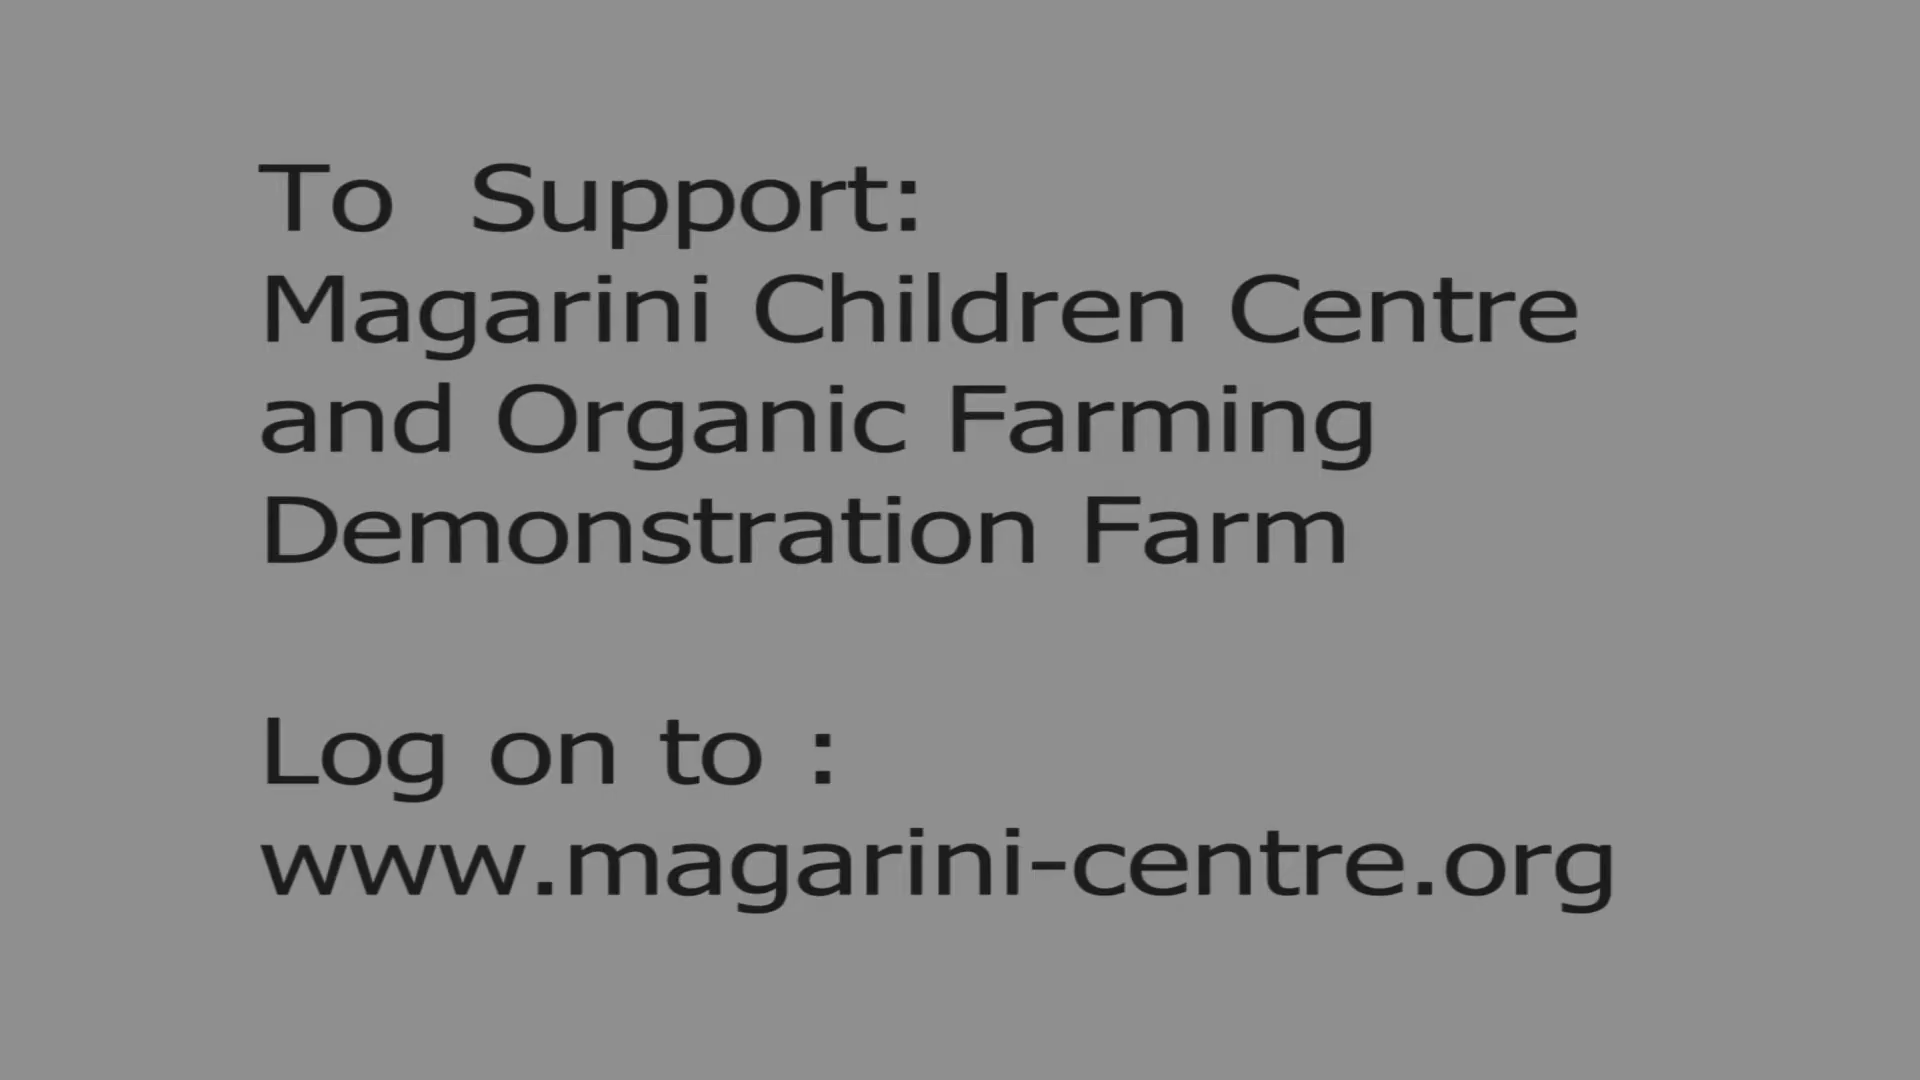 To  Support:
Magarini Children Centre
and Organic Farming
Demonstration Farm
Log on to :
www.magarini-centre.org